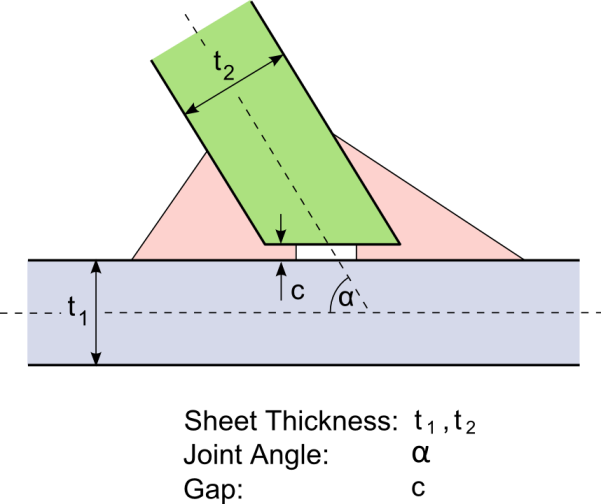 t₂
c
α
t₁
Sheet Thickness: t₁ , t₂
Joint Angle: α
Gap: c